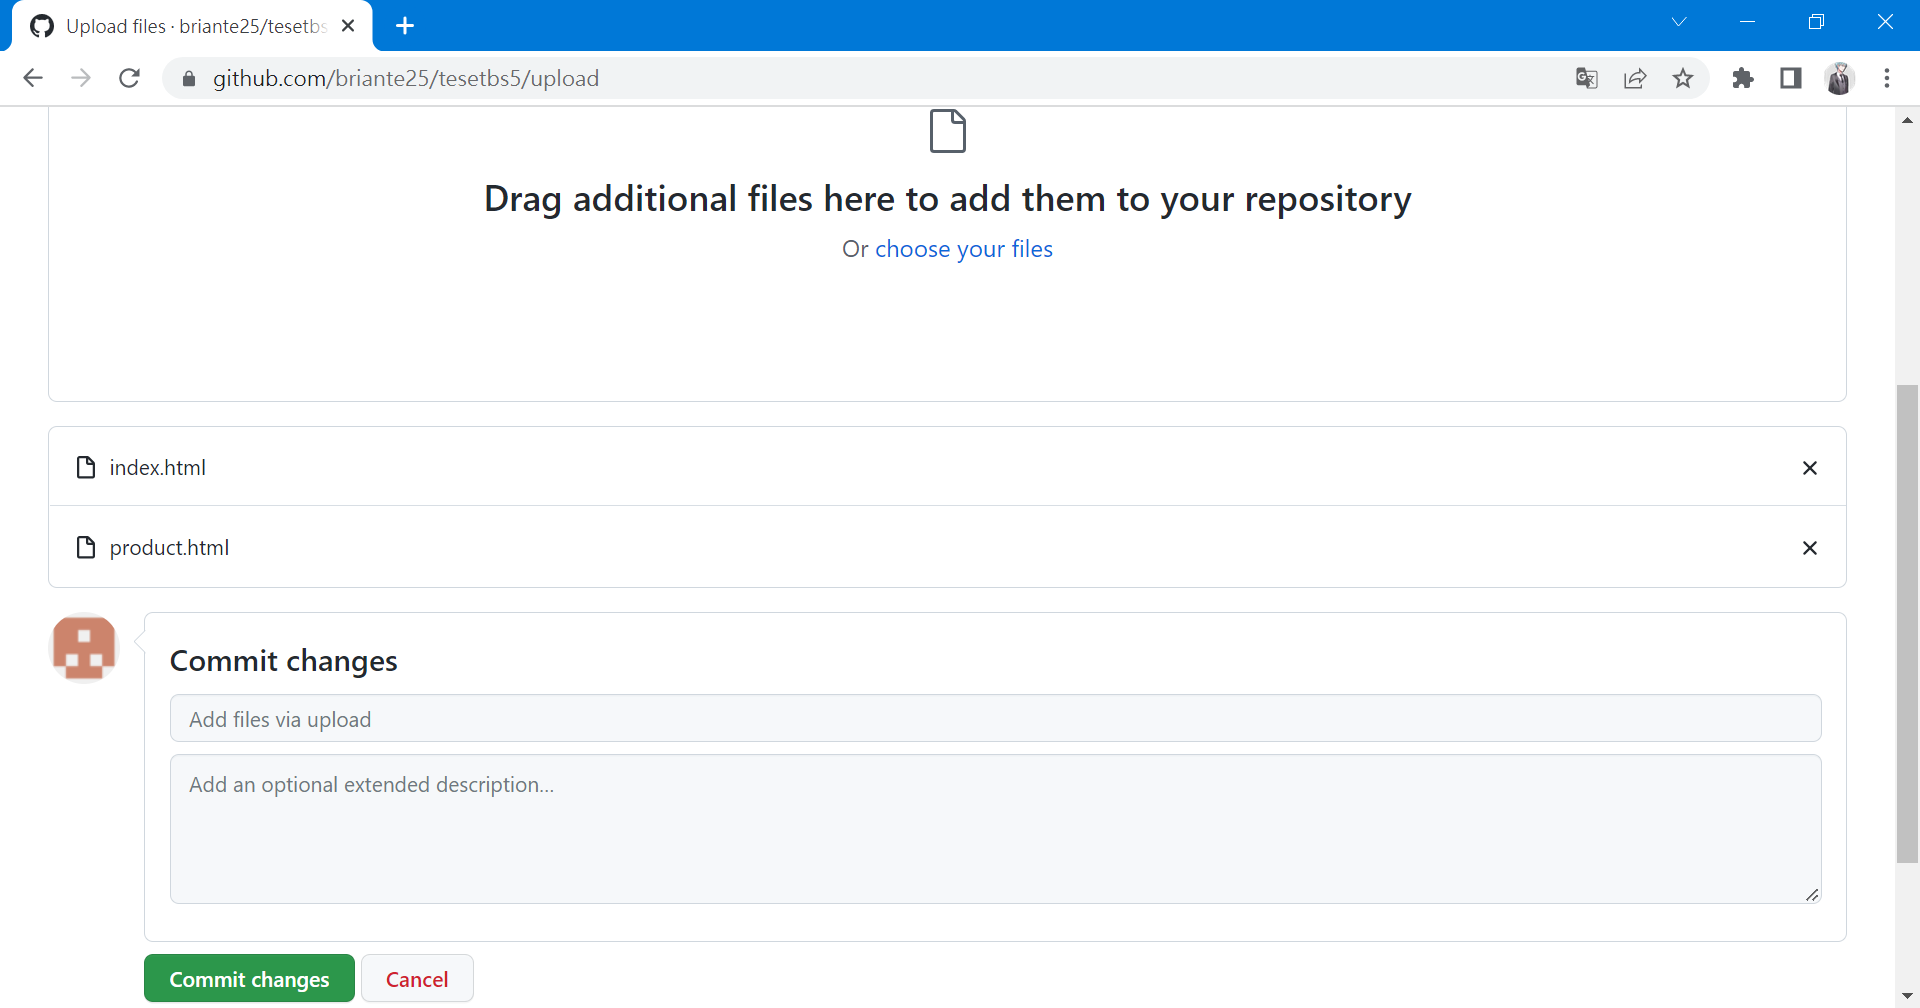 Upload files · briante25/tesetbs
github.com/briante25/tesetbs5/upload
Drag additional files here to add them to your repository
Or choose your files
index.html
product.html
Commit changes
Add files via upload
Add an optional extended description...
Commit changes
Cancel